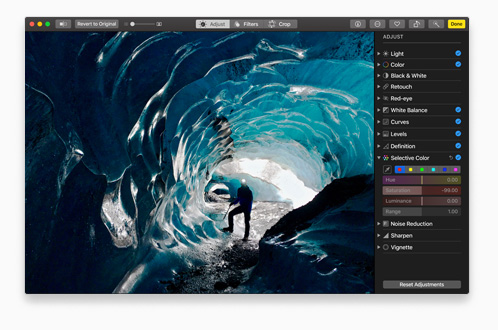 Revert to Original
Adjust
Filters
Crop
Done
ADJUST
Light
Color
Black & White
Retouch
Red-eye
White Balance
Curves
Levels
Definition
Selective Color
Hue 0.00
Saturation -99.00
Luminance 0.00
Range 1.00
Noise Reduction
Sharpen
Vignette
Reset Adjustments